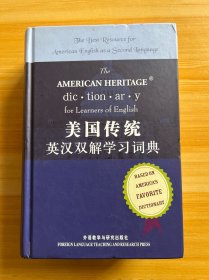 The Best Resource for
American English as a Second Language
The
AMERICAN HERITAGE®
dic·tion·ar·y
for Learners of English
美国传统
英汉双解学习词典
BASED ON
AMERICA'S
FAVORITE
DICTIONARY
外语教学与研究出版社
FOREIGN LANGUAGE TEACHING AND RESEARCH PRESS